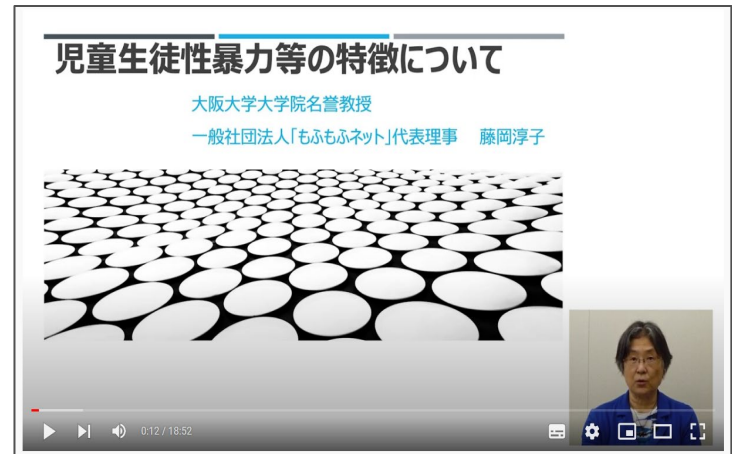 児童生徒性暴力等の特徴について
大阪大学大学院名誉教授
一般社団法人「もふもふネット」代表理事　藤岡淳子
0:12 / 18:52